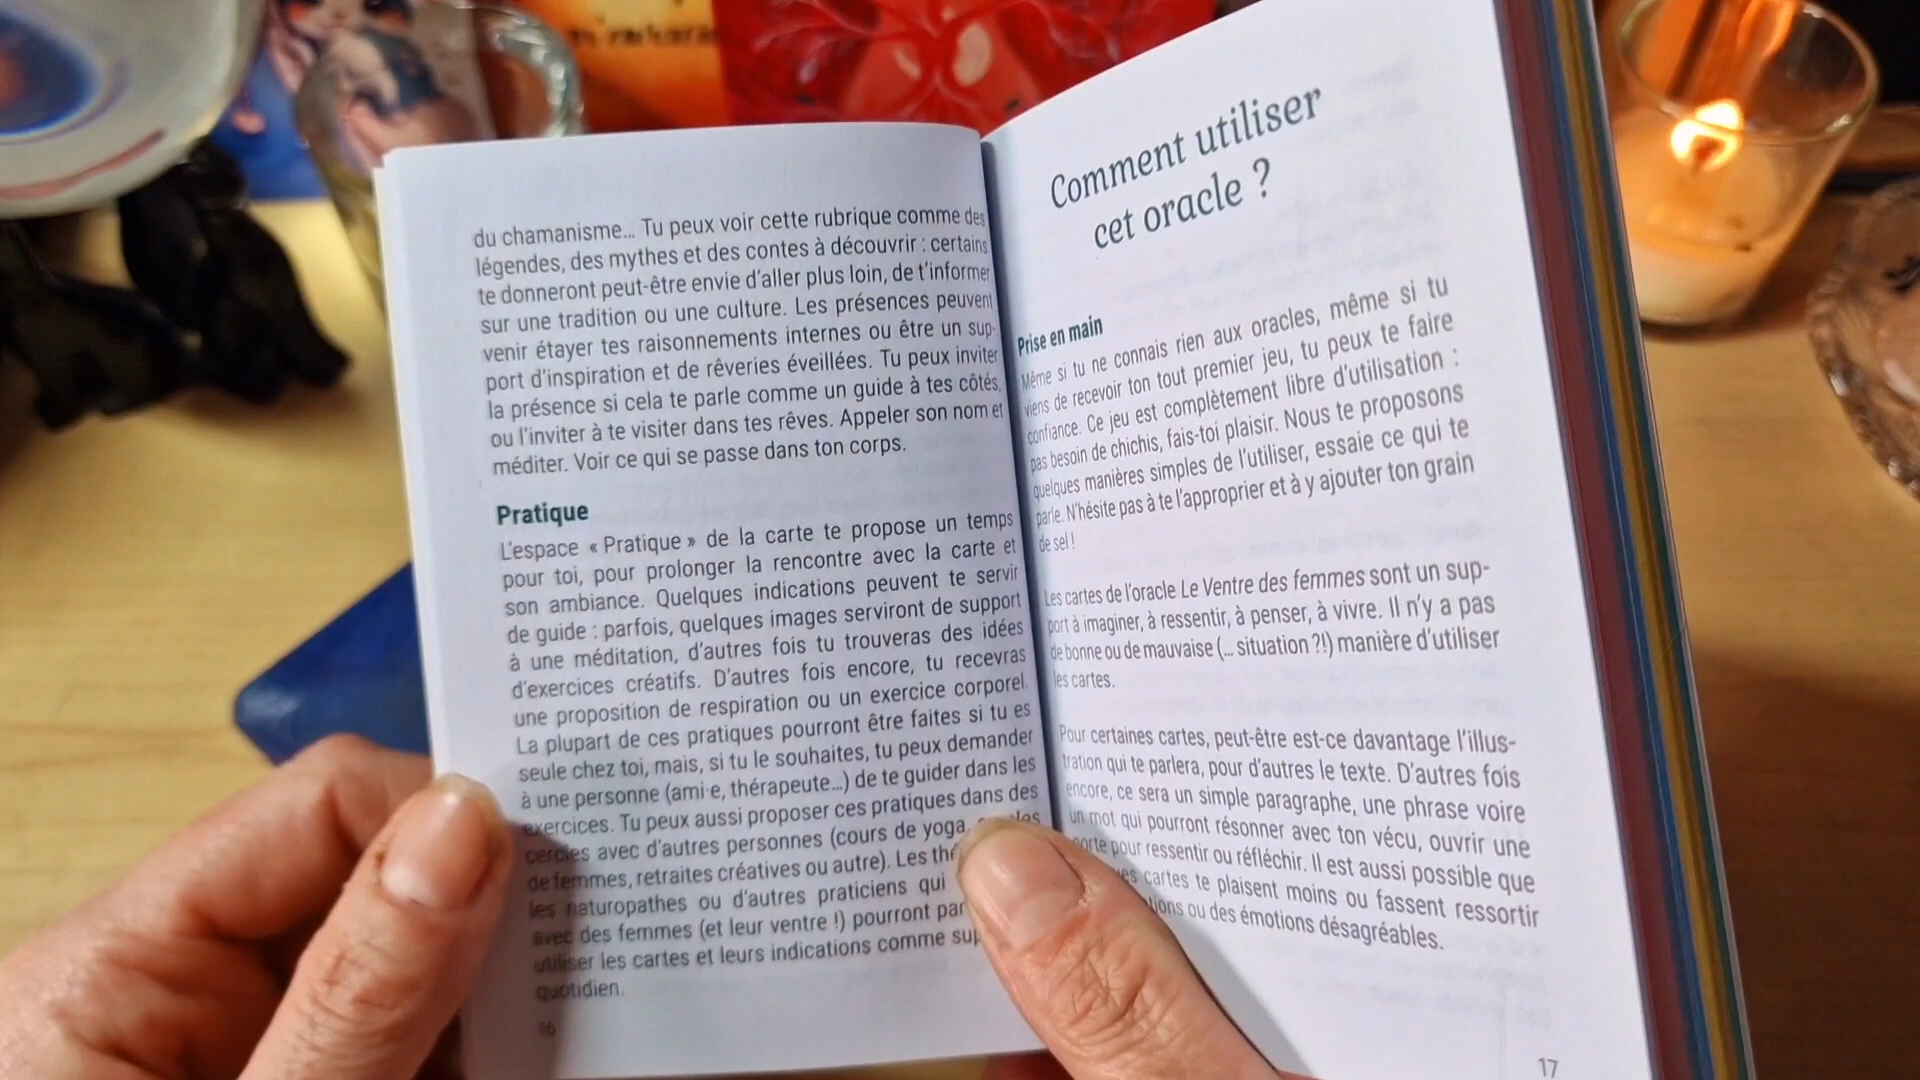 du chamanisme... Tu peux voir cette rubrique comme des
légendes, des mythes et des contes à découvrir : certains
te donneront peut-être envie d'aller plus loin, de t'informer
sur une tradition ou une culture. Les présences peuvent
venir étayer tes raisonnements internes ou être un sup-
port d'inspiration et de rêveries éveillées. Tu peux inviter
la présence si cela te parle comme un guide à tes côtés,
ou l'inviter à te visiter dans tes rêves. Appeler son nom et
méditer. Voir ce qui se passe dans ton corps.
Pratique
L'espace « Pratique » de la carte te propose un temps
pour toi, pour prolonger la rencontre avec la carte et
son ambiance. Quelques indications peuvent te servir
de guide : parfois, quelques images serviront de support
à une méditation, d'autres fois tu trouveras des idées
d'exercices créatifs. D'autres fois encore, tu recevras
une proposition de respiration ou un exercice corporel.
La plupart de ces pratiques pourront être faites si tu es
seule chez toi, mais, si tu le souhaites, tu peux demander
à une personne (ami·e, thérapeute...) de te guider dans les
exercices. Tu peux aussi proposer ces pratiques dans des
cercles avec d'autres personnes (cours de yoga,
de femmes, retraites créatives ou autre). Les
les naturopathes ou d'autres praticiens qui
avec des femmes (et leur ventre !) pourront
utiliser les cartes et leurs indications comme
quotidien.
16
Comment utiliser
cet oracle ?
Prise en main
Même si tu ne connais rien aux oracles, même si tu
viens de recevoir ton tout premier jeu, tu peux te faire
confiance. Ce jeu est complètement libre d'utilisation :
pas besoin de chichis, fais-toi plaisir. Nous te proposons
quelques manières simples de l'utiliser, essaie ce qui te
parle. N'hésite pas à te l'approprier et à y ajouter ton grain
de sel !
Les cartes de l'oracle Le Ventre des femmes sont un sup-
port à imaginer, à ressentir, à penser, à vivre. Il n'y a pas
de bonne ou de mauvaise (... situation ?!) manière d'utiliser
les cartes.
Pour certaines cartes, peut-être est-ce davantage l'illus-
tration qui te parlera, pour d'autres le texte. D'autres fois
encore, ce sera un simple paragraphe, une phrase voire
un mot qui pourront résonner avec ton vécu, ouvrir une
porte pour ressentir ou réfléchir. Il est aussi possible que
cartes te plaisent moins ou fassent ressortir
ou des émotions désagréables.
17